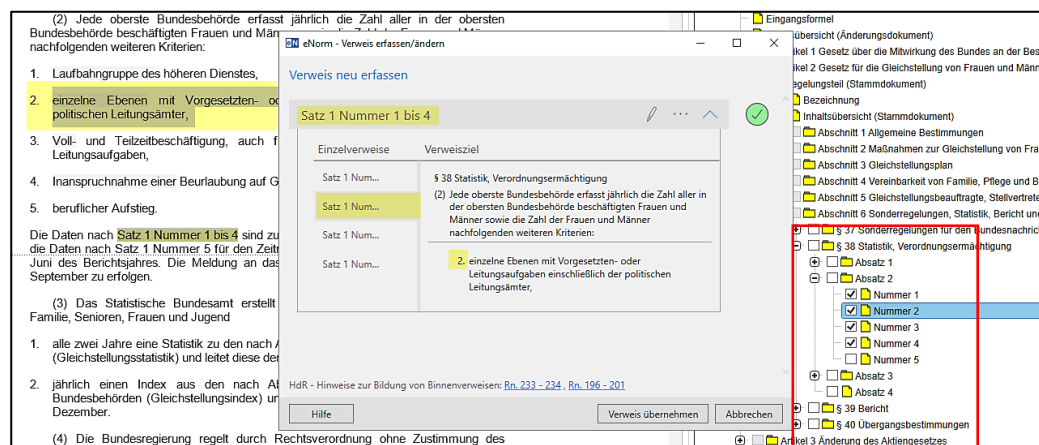 (2) Jede oberste Bundesbehörde erfasst jährlich die Zahl aller in der obersten
Bundesbehörde beschäftigten Frauen und
nachfolgenden weiteren Kriterien:
1. Laufbahngruppe des höheren Dienstes,
2. einzelne Ebenen mit Vorgesetzten-
politischen Leitungsämter,
3. Voll- und Teilzeitbeschäftigung, auch
Leitungsaufgaben,
4. Inanspruchnahme einer Beurlaubung auf
5. beruflicher Aufstieg.
Die Daten nach Satz 1 Nummer 1 bis 4 sind
die Daten nach Satz 1 Nummer 5 für den
Juni des Berichtsjahres. Die Meldung an das
September zu erfolgen.
(3) Das Statistische Bundesamt erstellt
Familie, Senioren, Frauen und Jugend
1. alle zwei Jahre eine Statistik zu den nach
(Gleichstellungsstatistik) und leitet diese
2. jährlich einen Index aus den nach
Bundesbehörden (Gleichstellungsindex)
Dezember.
(4) Die Bundesregierung regelt durch Rechtsverordnung ohne Zustimmung des
eN eNorm - Verweis erfassen/ändern
Verweis neu erfassen
Satz 1 Nummer 1 bis 4
Einzelverweise Verweisziel
Satz 1 Num...
Satz 1 Num...
Satz 1 Num...
Satz 1 Num...
§ 38 Statistik, Verordnungsermächtigung
(2) Jede oberste Bundesbehörde erfasst jährlich die Zahl aller in
der obersten Bundesbehörde beschäftigten Frauen und
Männer sowie die Zahl der Frauen und Männer
nachfolgenden weiteren Kriterien:
2. einzelne Ebenen mit Vorgesetzten- oder
Leitungsaufgaben einschließlich der politischen
Leitungsämter,
HdR - Hinweise zur Bildung von Binnenverweisen: Rn. 233 - 234 , Rn. 196 - 201
Hilfe Verweis übernehmen Abbrechen
Eingangsformel
übersicht (Änderungsdokument)
ikel 1 Gesetz über die Mitwirkung des Bundes an der
ikel 2 Gesetz für die Gleichstellung von Frauen und
egelungsteil (Stammdokument)
Bezeichnung
Inhaltsübersicht (Stammdokument)
Abschnitt 1 Allgemeine Bestimmungen
Abschnitt 2 Maßnahmen zur Gleichstellung von
Abschnitt 3 Gleichstellungsplan
Abschnitt 4 Vereinbarkeit von Familie, Pflege und
Abschnitt 5 Gleichstellungsbeauftragte,
Abschnitt 6 Sonderregelungen, Statistik, Bericht
§ 37 Sonderregelungen für den
§ 38 Statistik, Verordnungsermächtigung
Absatz 1
Absatz 2
Nummer 1
Nummer 2
Nummer 3
Nummer 4
Nummer 5
Absatz 3
Absatz 4
§ 39 Bericht
§ 40 Übergangsbestimmungen
Artikel 3 Änderung des Aktiengesetzes